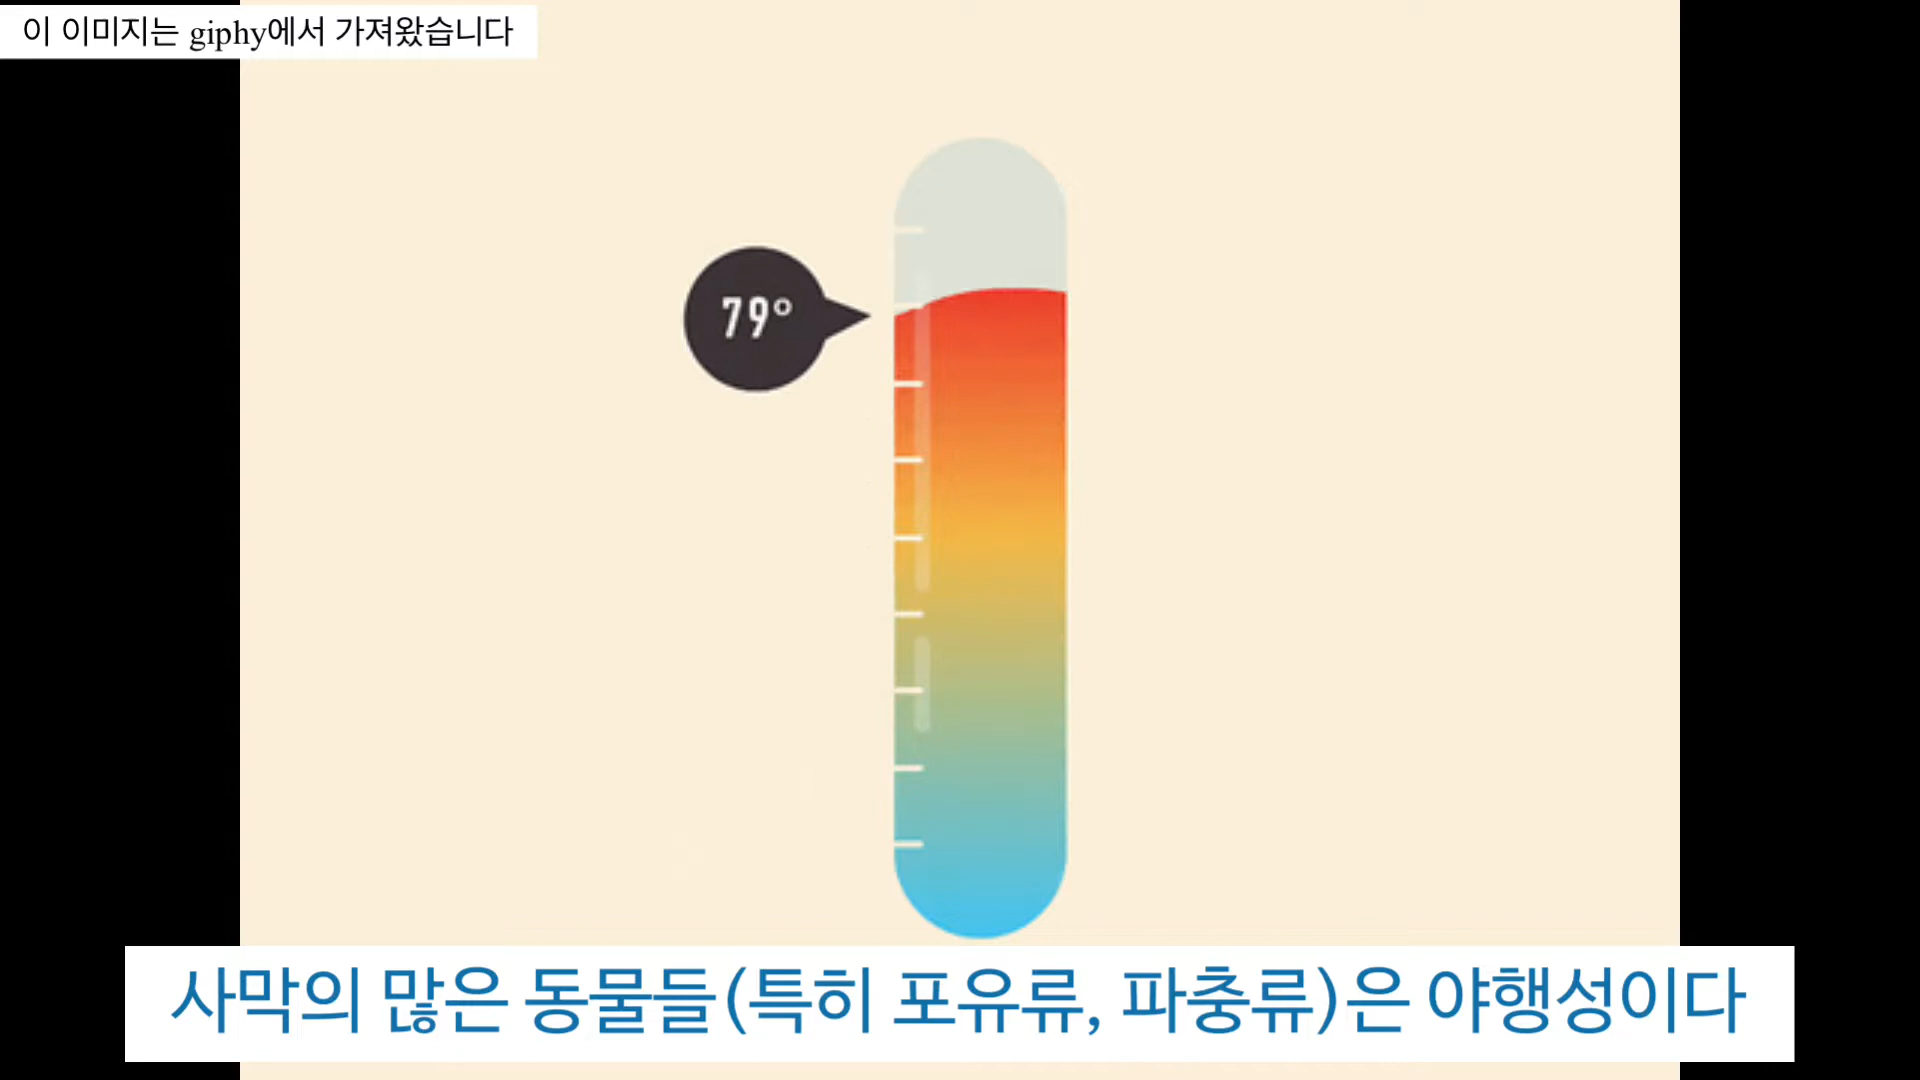 이 이미지는 giphy에서 가져왔습니다
79°
사막의 많은 동물들(특히 포유류, 파충류)은 야행성이다